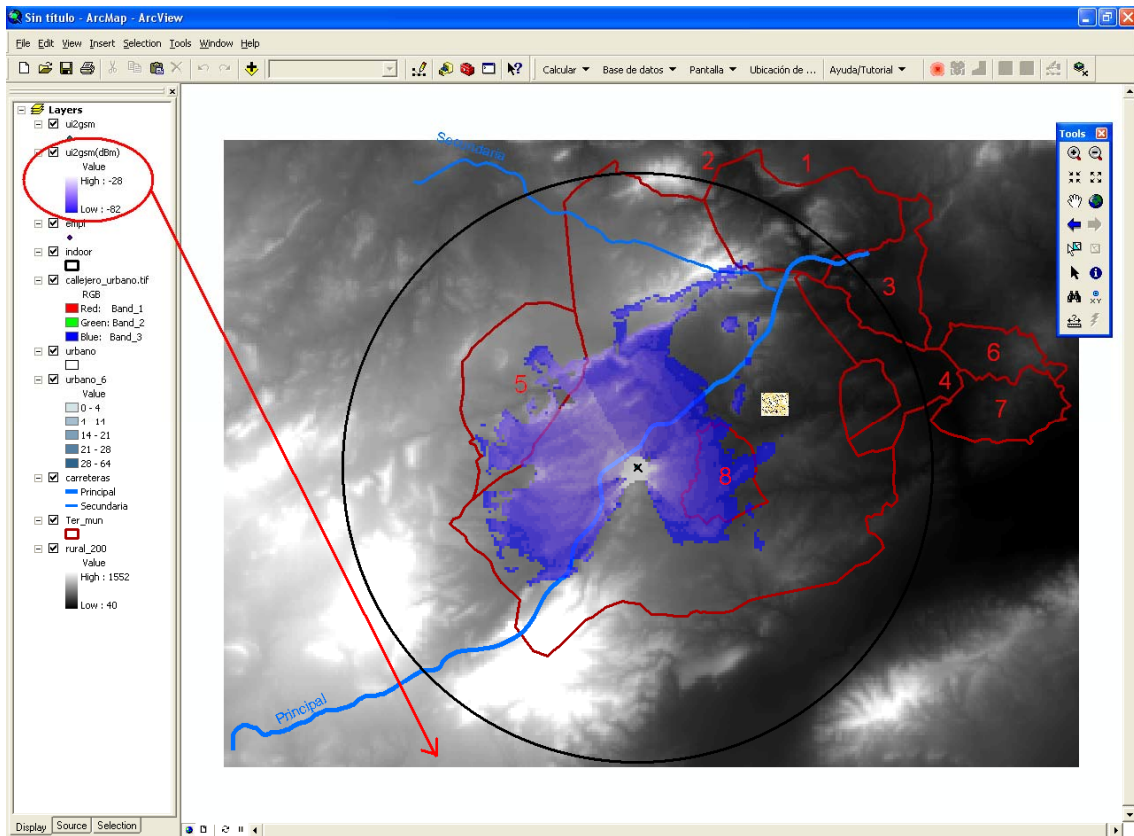 Sin título - ArcMap - ArcView
File Edit View Insert Selection Tools Window Help
Calcular Base de datos Pantalla Ubicación de ... Ayuda/Tutorial
Layers
ui2gsm
ui2gsm(dBm)
Value
High : -28
Low : -82
empl
indoor
callejero_urbano.tif
RGB
Red: Band_1
Green: Band_2
Blue: Band_3
urbano
urbano_6
Value
0 - 4
4 - 14
14 - 21
21 - 28
28 - 64
carreteras
Principal
Secundaria
Ter_mun
rural_200
Value
High : 1552
Low : 40
Display Source Selection
Secundaria
2
1
3
5
6
4
7
8
Principal
Tools
XY